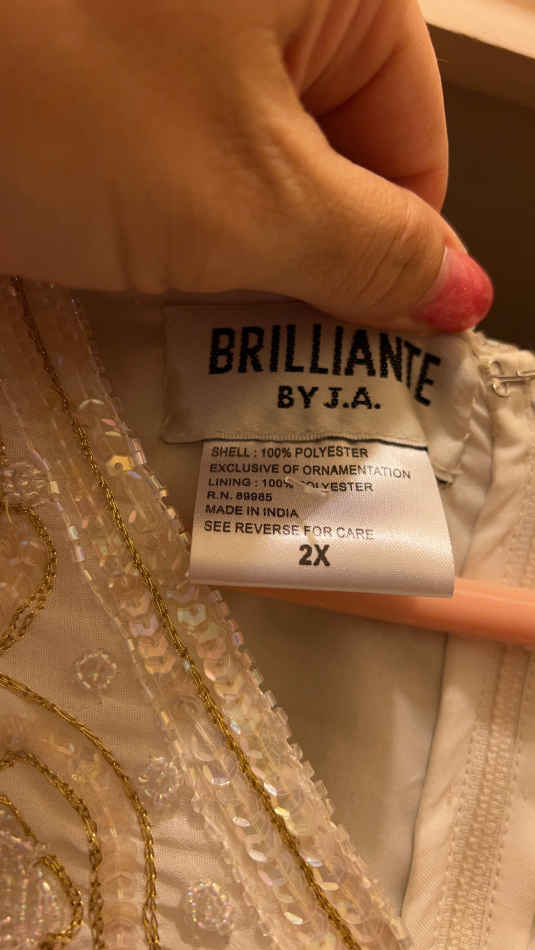 BRILLIANTE
BY J.A.
SHELL : 100% POLYESTER
EXCLUSIVE OF ORNAMENTATION
LINING : 100% POLYESTER
R.N. 89985
MADE IN INDIA
SEE REVERSE FOR CARE
2X